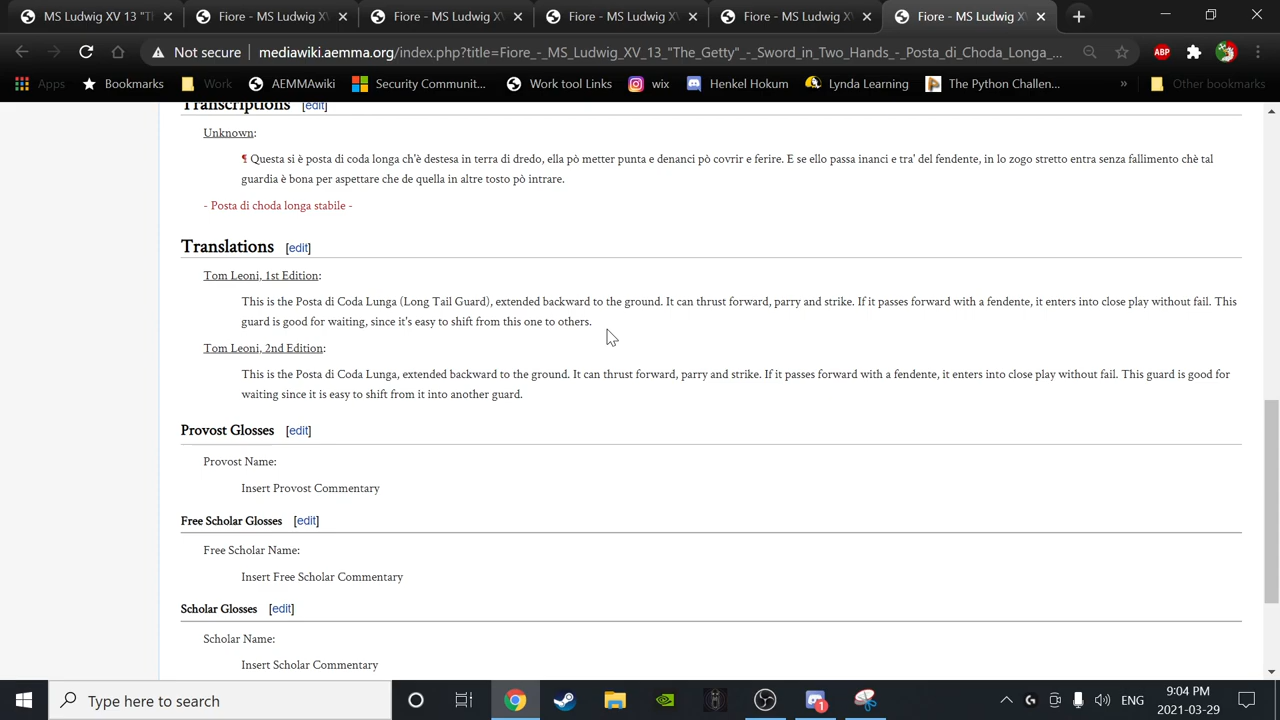 MS Ludwig XV 13 "T
Fiore - MS Ludwig XV
Fiore - MS Ludwig XV
Fiore - MS Ludwig XV
Fiore - MS Ludwig XV
Fiore - MS Ludwig XV
Not secure
mediawiki.aemma.org/index.php?title=Fiore_-_MS_Ludwig_XV_13_"The_Getty"_-_Sword_in_Two_Hands_-_Posta_di_Choda_Longa_...
ABP
Apps
Bookmarks
Work
AEMMAwiki
Security Communit...
Work tool Links
wix
Henkel Hokum
Lynda Learning
The Python Challen...
»
Other bookmarks
Transcriptions [edit]
Unknown:
¶ Questa si è posta di coda longa ch'è destesa in terra di dredo, ella pò metter punta e denanci pò covrir e ferire. E se ello passa inanci e tra' del fendente, in lo zogo stretto entra senza fallimento chè tal
guardia è bona per aspettare che de quella in altre tosto pò intrare.
- Posta di choda longa stabile -
Translations [edit]
Tom Leoni, 1st Edition:
This is the Posta di Coda Lunga (Long Tail Guard), extended backward to the ground. It can thrust forward, parry and strike. If it passes forward with a fendente, it enters into close play without fail. This
guard is good for waiting, since it's easy to shift from this one to others.
Tom Leoni, 2nd Edition:
This is the Posta di Coda Lunga, extended backward to the ground. It can thrust forward, parry and strike. If it passes forward with a fendente, it enters into close play without fail. This guard is good for
waiting since it is easy to shift from it into another guard.
Provost Glosses [edit]
Provost Name:
Insert Provost Commentary
Free Scholar Glosses [edit]
Free Scholar Name:
Insert Free Scholar Commentary
Scholar Glosses [edit]
Scholar Name:
Insert Scholar Commentary
Type here to search
1
ENG
9:04 PM
2021-03-29